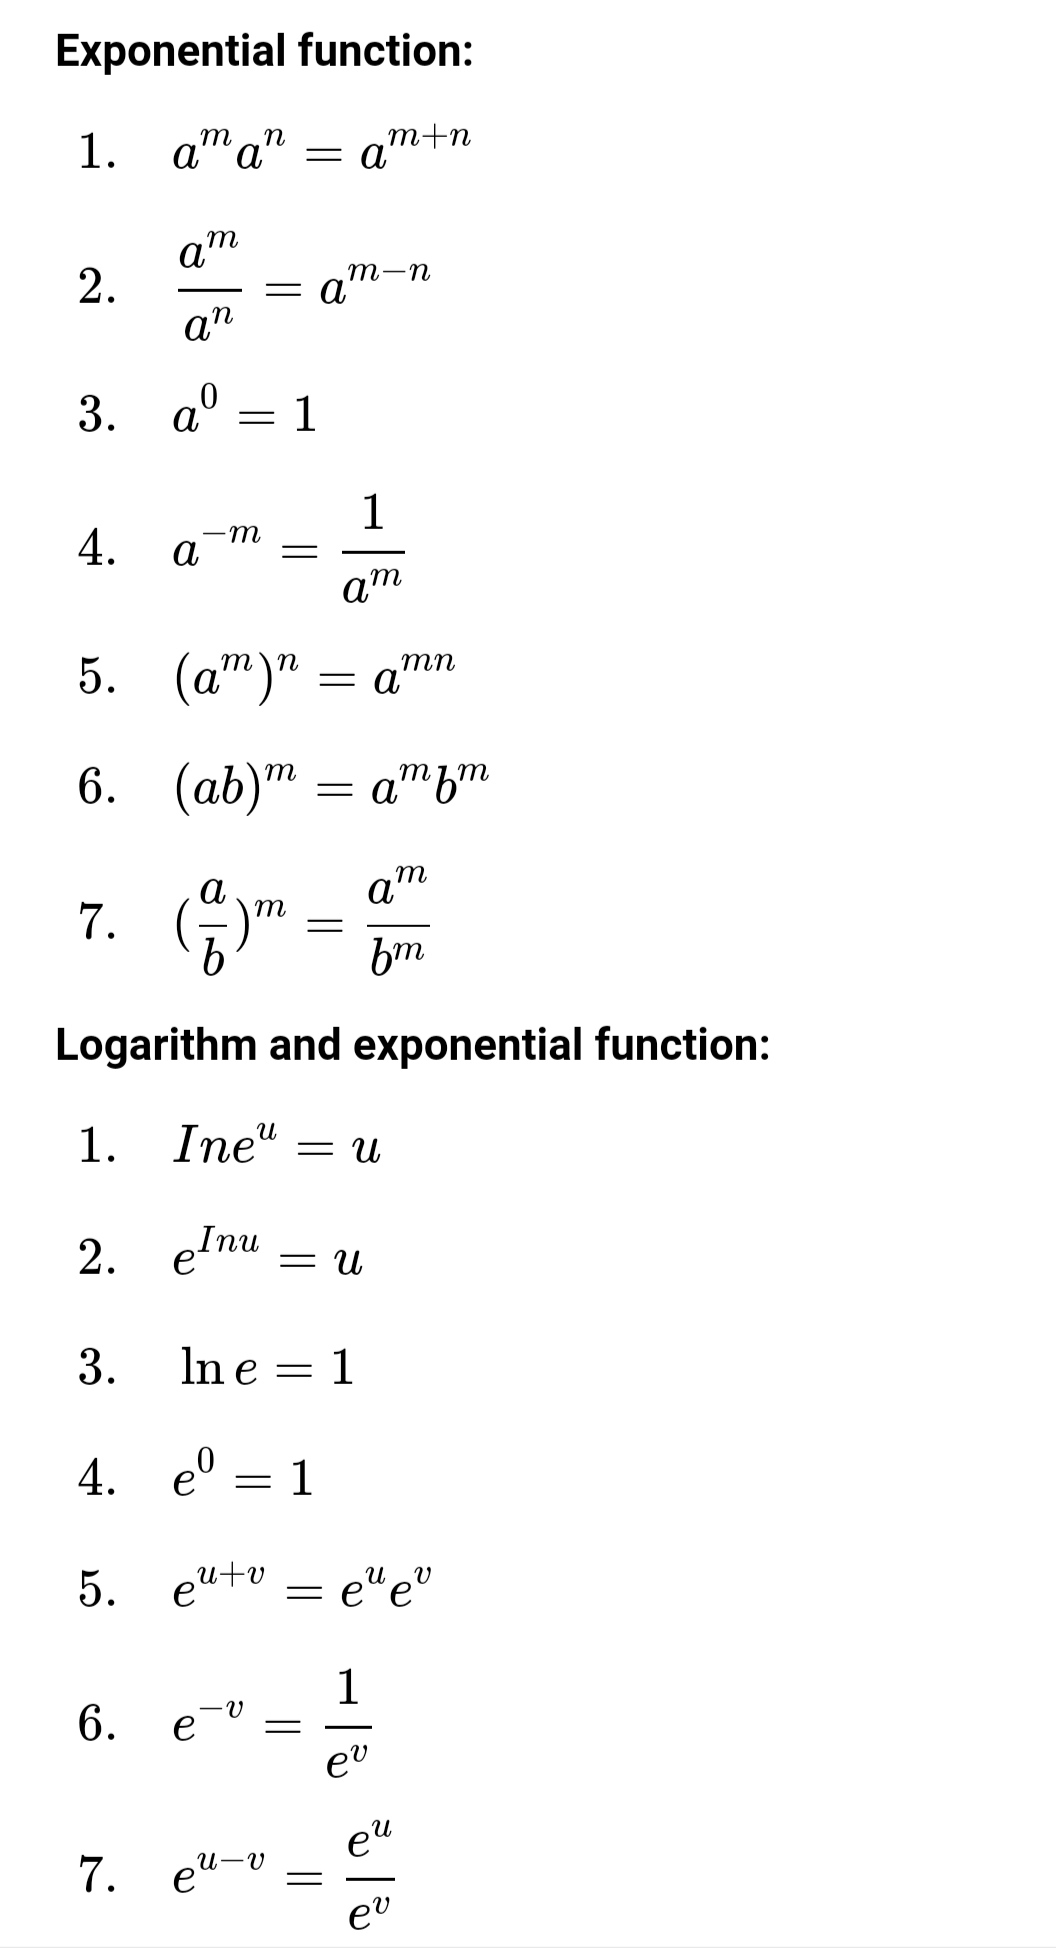 Exponential function:
1. $a^m a^n = a^{m+n}$
2. $\frac{a^m}{a^n} = a^{m-n}$
3. $a^0 = 1$
4. $a^{-m} = \frac{1}{a^m}$
5. $(a^m)^n = a^{mn}$
6. $(ab)^m = a^m b^m$
7. $(\frac{a}{b})^m = \frac{a^m}{b^m}$
Logarithm and exponential function:
1. $Ine^u = u$
2. $e^{Inu} = u$
3. $\ln e = 1$
4. $e^0 = 1$
5. $e^{u+v} = e^u e^v$
6. $e^{-v} = \frac{1}{e^v}$
7. $e^{u-v} = \frac{e^u}{e^v}$